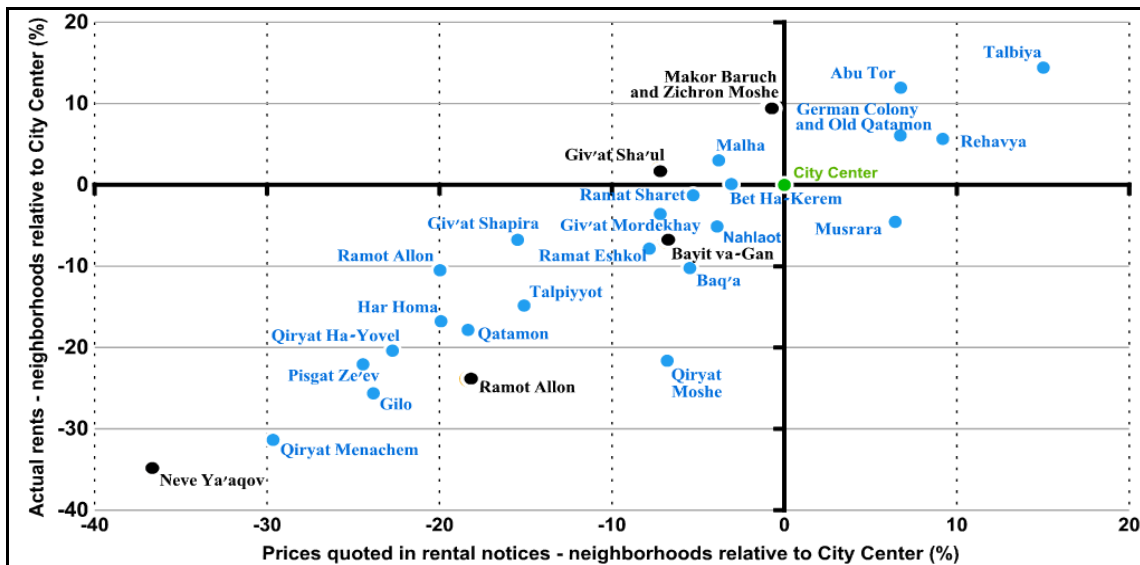 Actual rents - neighborhoods relative to City Center (%)
20
10
0
-10
-20
-30
-40
Talbiya
Abu Tor
Makor Baruch
and Zichron Moshe
German Colony
and Old Qatamon
Rehavya
Malha
Giv'at Sha'ul
City Center
Ramat Sharet
Bet Ha-Kerem
Giv'at Shapira
Giv'at Mordekhay
Musrara
Nahlaot
Ramot Allon
Ramat Eshkol
Bayit va-Gan
Baq'a
Talpiyyot
Har Homa
Qiryat Ha-Yovel
Qatamon
Pisgat Ze'ev
Ramot Allon
Qiryat
Moshe
Gilo
Qiryat Menachem
Neve Ya'aqov
-40
-30
-20
-10
0
10
20
Prices quoted in rental notices - neighborhoods relative to City Center (%)